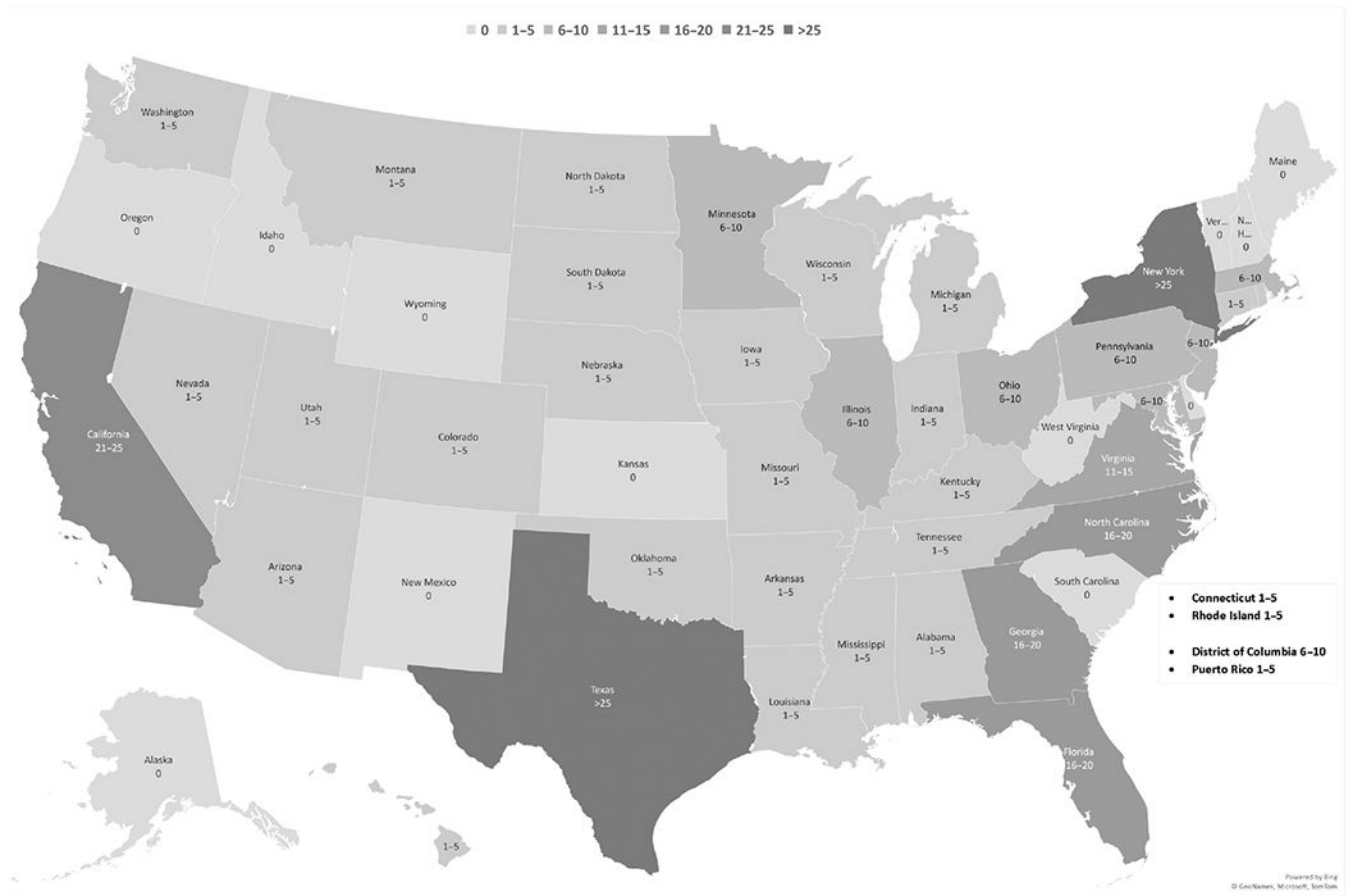 0 1–5 6–10 11–15 16–20 21–25 >25
Washington
1–5
Oregon
0
California
21–25
Idaho
0
Nevada
1–5
Montana
1–5
Wyoming
0
Utah
1–5
Arizona
1–5
Colorado
1–5
New Mexico
0
North Dakota
1–5
South Dakota
1–5
Nebraska
1–5
Kansas
0
Oklahoma
1–5
Texas
>25
Minnesota
6–10
Iowa
1–5
Missouri
1–5
Arkansas
1–5
Louisiana
1–5
Wisconsin
1–5
Illinois
6–10
Michigan
1–5
Indiana
1–5
Ohio
6–10
Kentucky
1–5
Tennessee
1–5
Mississippi
1–5
Alabama
1–5
Georgia
16–20
Florida
16–20
South Carolina
0
North Carolina
16–20
Virginia
11–15
West Virginia
0
6–10
0
Pennsylvania
6–10
6–10
New York
>25
1–5
6–10
Ver...
0
N...
H...
0
Maine
0
Alaska
0
1–5
• Connecticut 1–5
• Rhode Island 1–5
• District of Columbia 6–10
• Puerto Rico 1–5
Powered by Bing
© GeoNames, Microsoft, TomTom